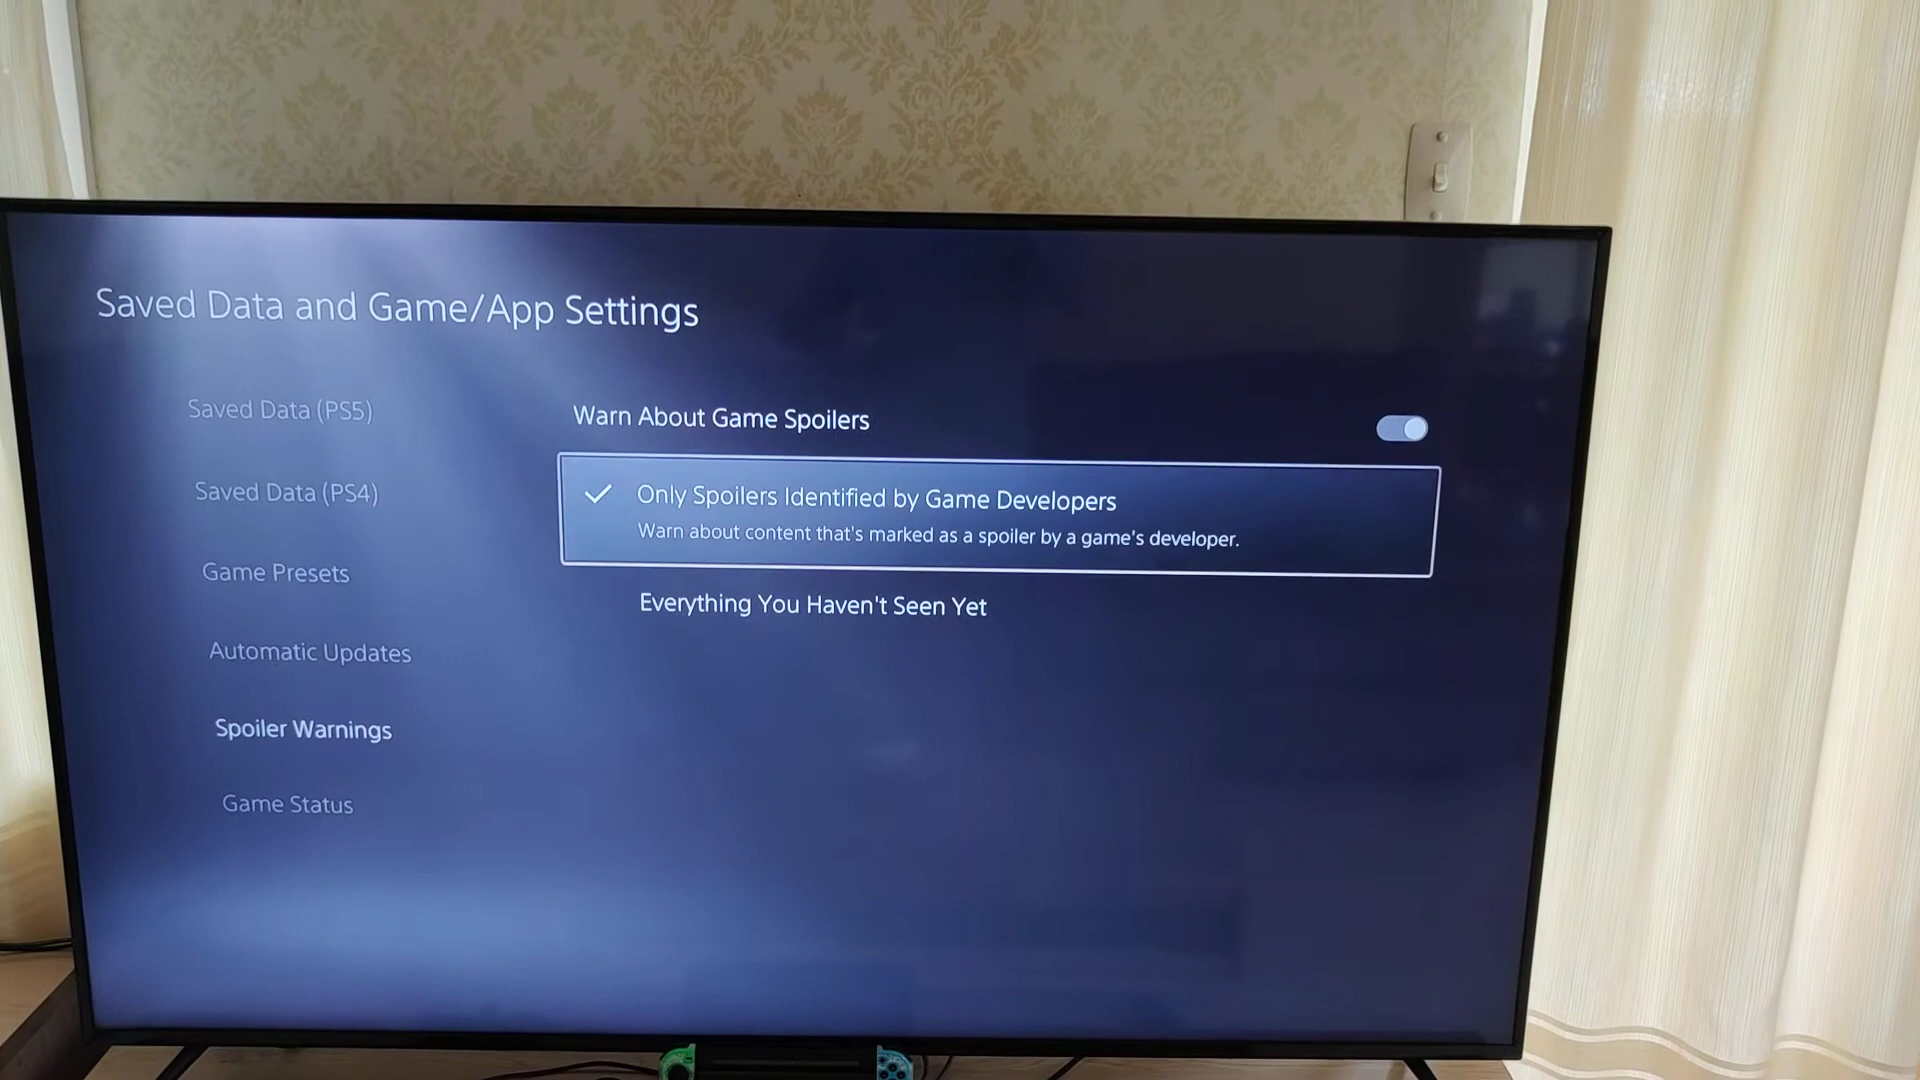 Saved Data and Game/App Settings
Saved Data (PS5)
Saved Data (PS4)
Game Presets
Automatic Updates
Spoiler Warnings
Game Status
Warn About Game Spoilers
Only Spoilers Identified by Game Developers
Warn about content that's marked as a spoiler by a game's developer.
Everything You Haven't Seen Yet